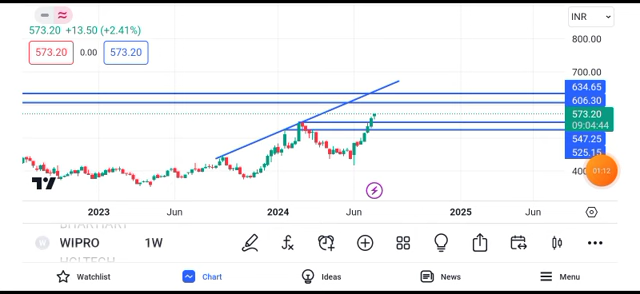 INR
573.20 +13.50 (+2.41%)
573.20 0.00 573.20
800.00
700.00
634.65
606.30
573.20
09:04:44
547.25
525.15
400
01:12
2023 Jun 2024 Jun 2025 Jun
W WIPRO 1W
HCLTECH
Watchlist Chart Ideas News Menu